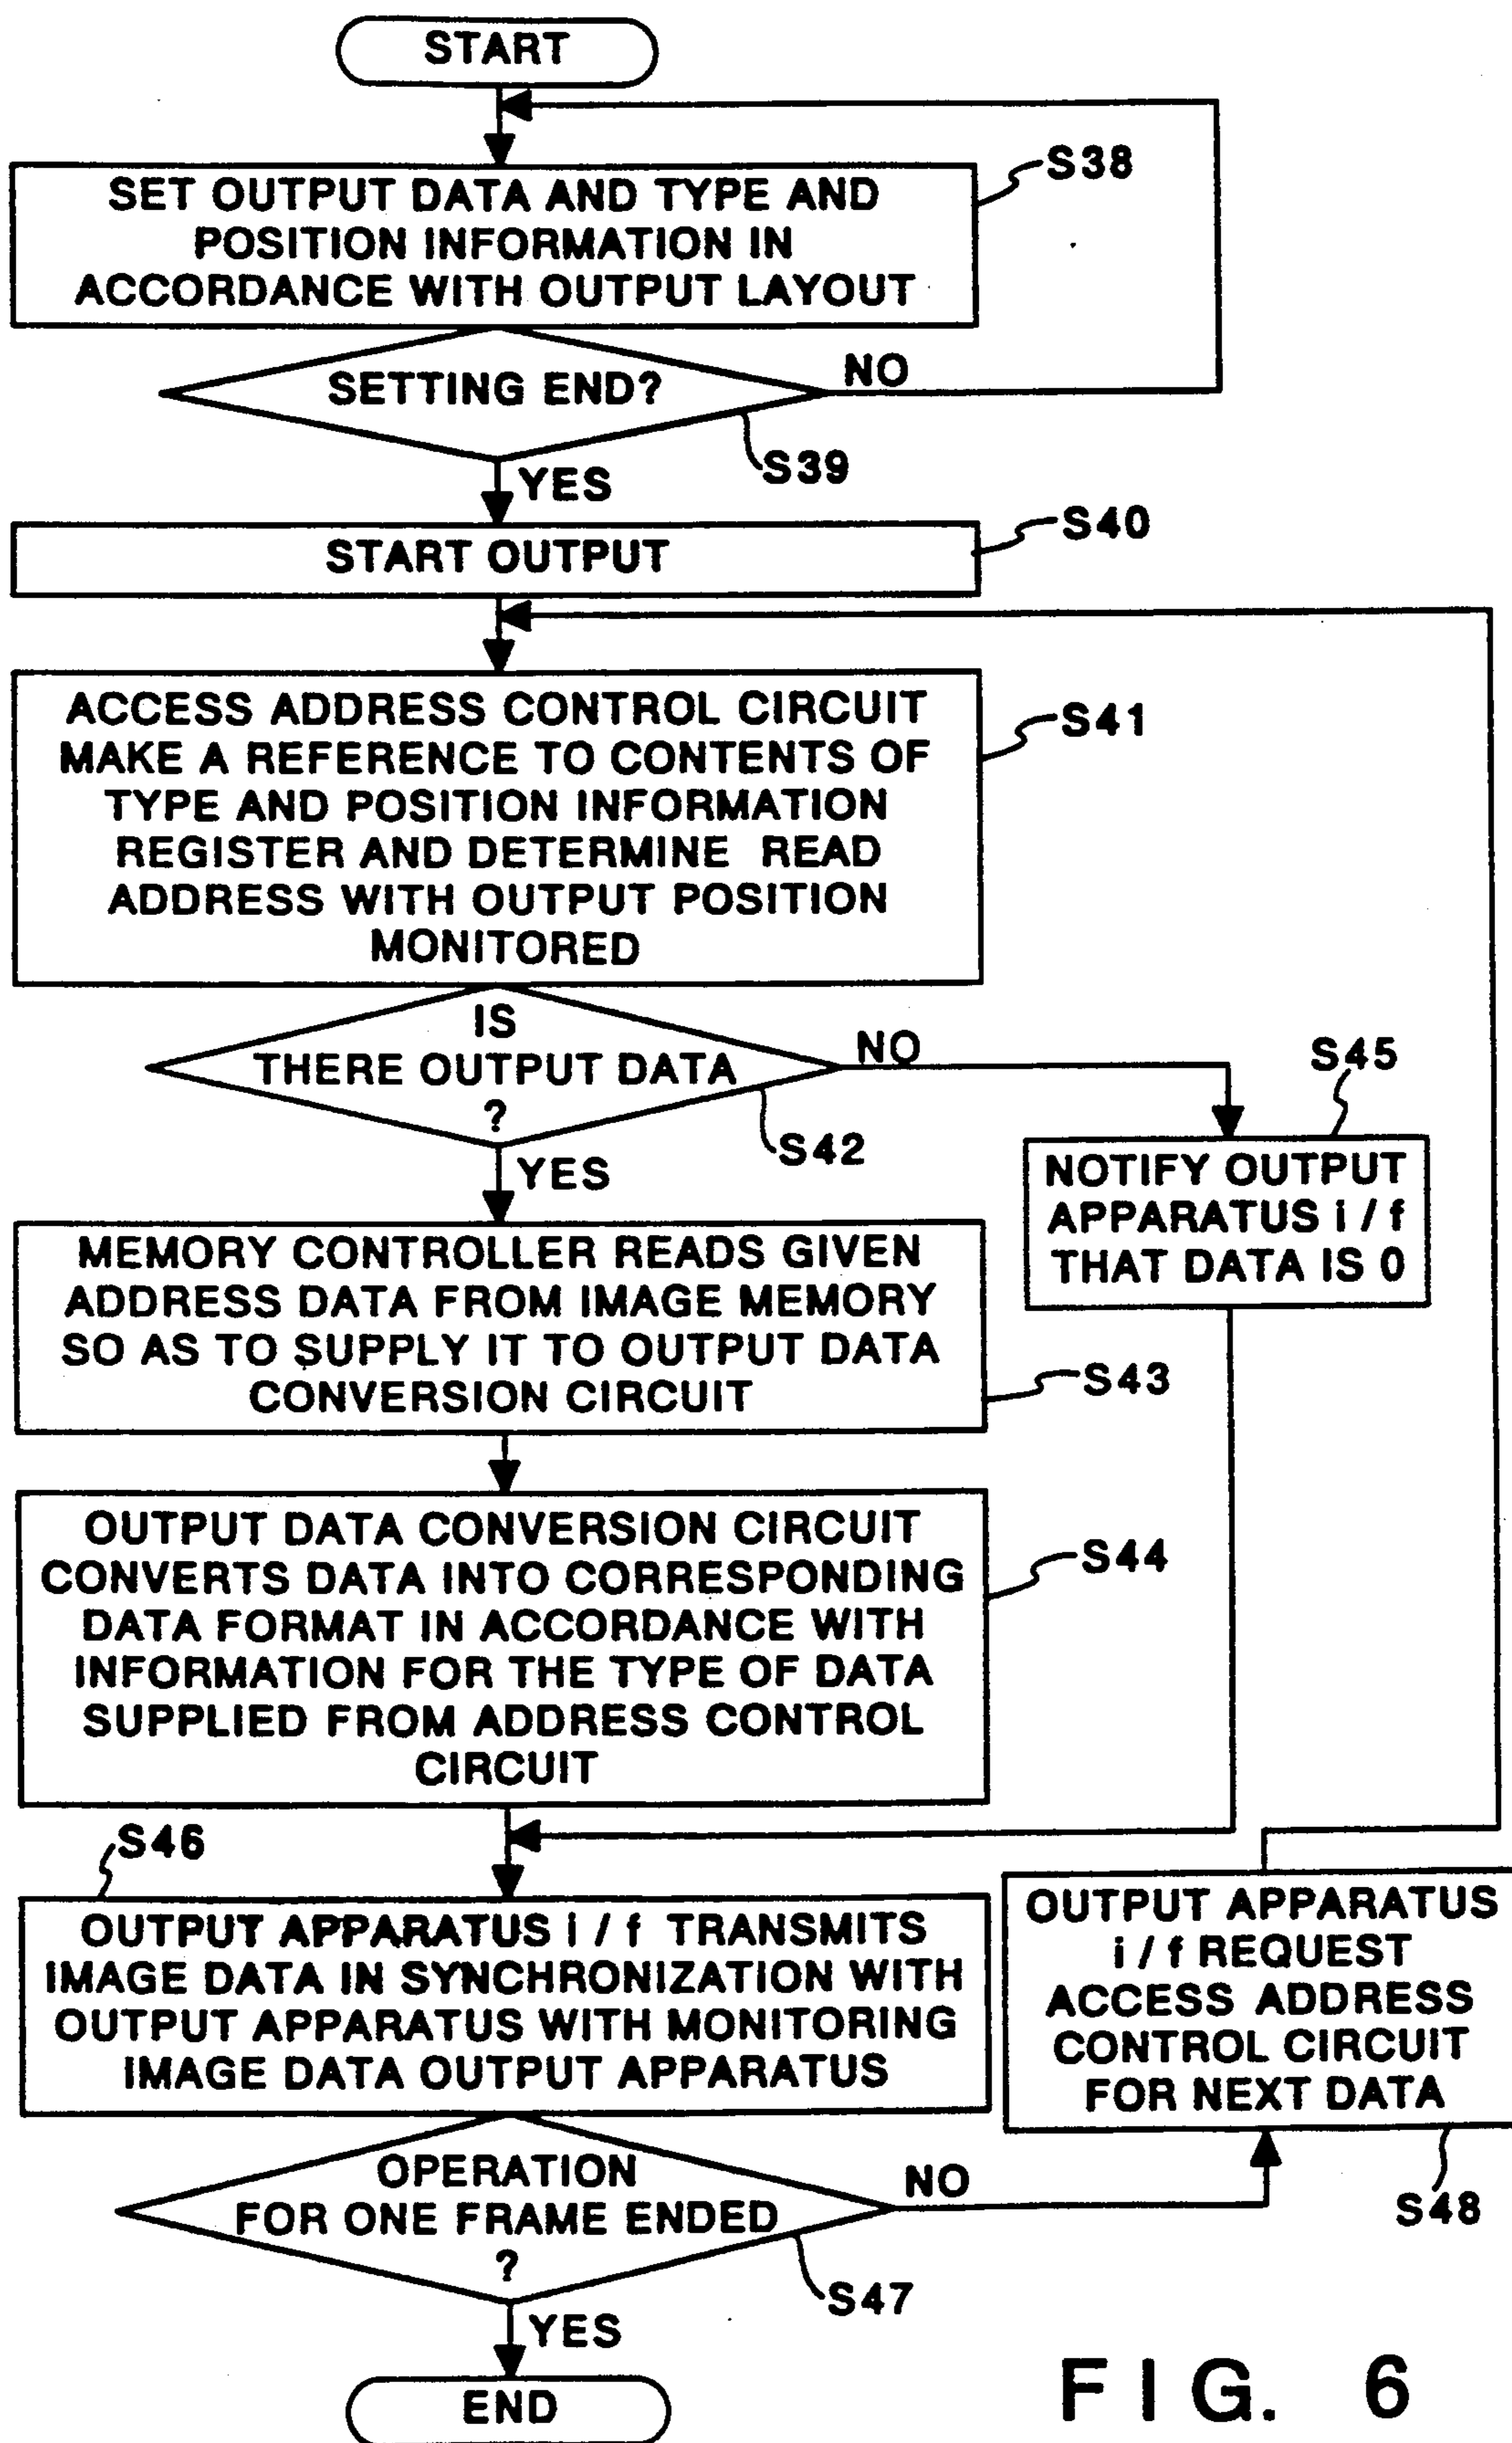 START
S38
SET OUTPUT DATA AND TYPE AND
POSITION INFORMATION IN
ACCORDANCE WITH OUTPUT LAYOUT
SETTING END?
NO
S39
YES
S40
START OUTPUT
S41
ACCESS ADDRESS CONTROL CIRCUIT
MAKE A REFERENCE TO CONTENTS OF
TYPE AND POSITION INFORMATION
REGISTER AND DETERMINE READ
ADDRESS WITH OUTPUT POSITION
MONITORED
IS
THERE OUTPUT DATA
?
NO
S42
YES
S45
NOTIFY OUTPUT
APPARATUS i / f
THAT DATA IS 0
MEMORY CONTROLLER READS GIVEN
ADDRESS DATA FROM IMAGE MEMORY
SO AS TO SUPPLY IT TO OUTPUT DATA
CONVERSION CIRCUIT
S43
OUTPUT DATA CONVERSION CIRCUIT
CONVERTS DATA INTO CORRESPONDING
DATA FORMAT IN ACCORDANCE WITH
INFORMATION FOR THE TYPE OF DATA
SUPPLIED FROM ADDRESS CONTROL
CIRCUIT
S44
S46
OUTPUT APPARATUS i / f TRANSMITS
IMAGE DATA IN SYNCHRONIZATION WITH
OUTPUT APPARATUS WITH MONITORING
IMAGE DATA OUTPUT APPARATUS
OUTPUT APPARATUS
i / f REQUEST
ACCESS ADDRESS
CONTROL CIRCUIT
FOR NEXT DATA
S48
OPERATION
FOR ONE FRAME ENDED
?
NO
S47
YES
END
FIG. 6